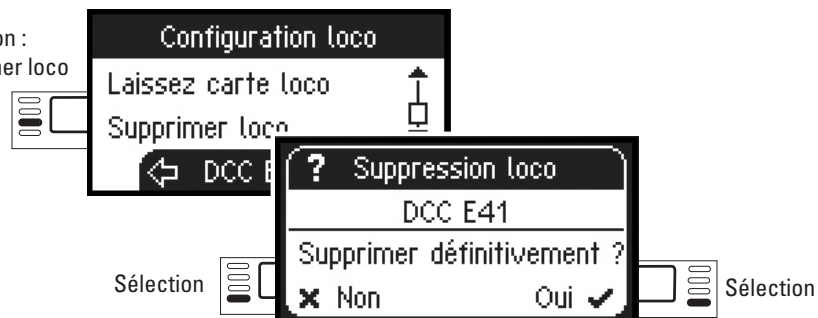 on :
er loco
Configuration loco
Laissez carte loco
Supprimer loco
DCC E
? Suppression loco
DCC E41
Supprimer définitivement ?
Non Oui
Sélection
Sélection